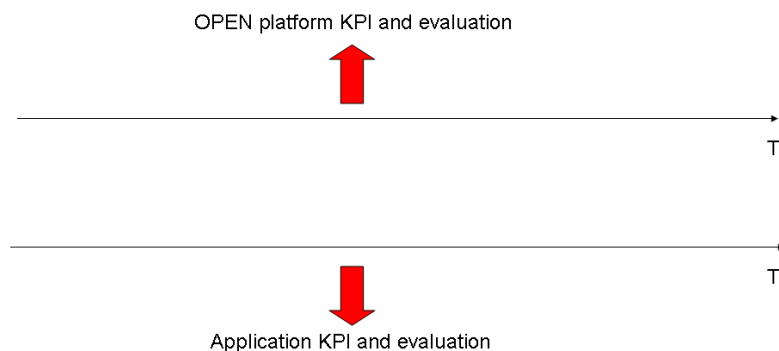 OPEN platform KPI and evaluation
T
T
Application KPI and evaluation